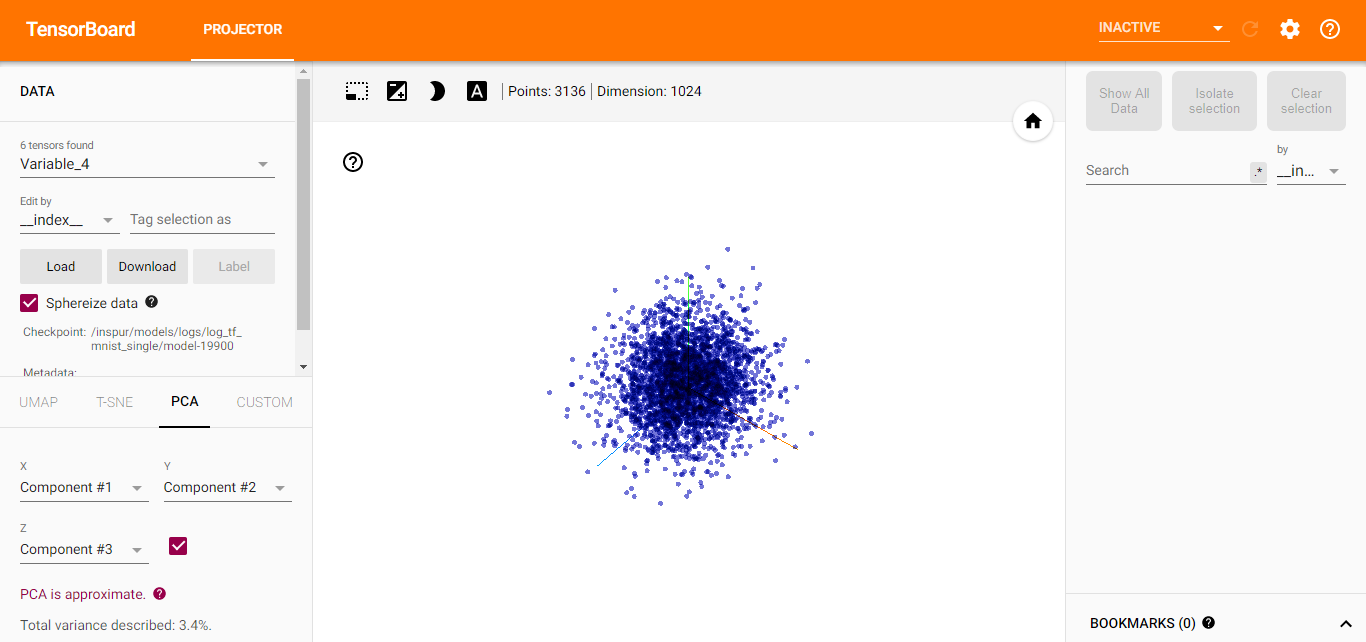 TensorBoard
PROJECTOR
INACTIVE
DATA
6 tensors found
Variable_4
Edit by
__index__
Tag selection as
Load
Download
Label
Sphereize data
Checkpoint: /inspur/models/logs/log_tf_
mnist_single/model-19900
Metadata:
UMAP
T-SNE
PCA
CUSTOM
X
Component #1
Y
Component #2
Z
Component #3
PCA is approximate.
Total variance described: 3.4%.
A
Points: 3136
Dimension: 1024
Show All
Data
Isolate
selection
Clear
selection
Search
.*
by
__in...
BOOKMARKS (0)